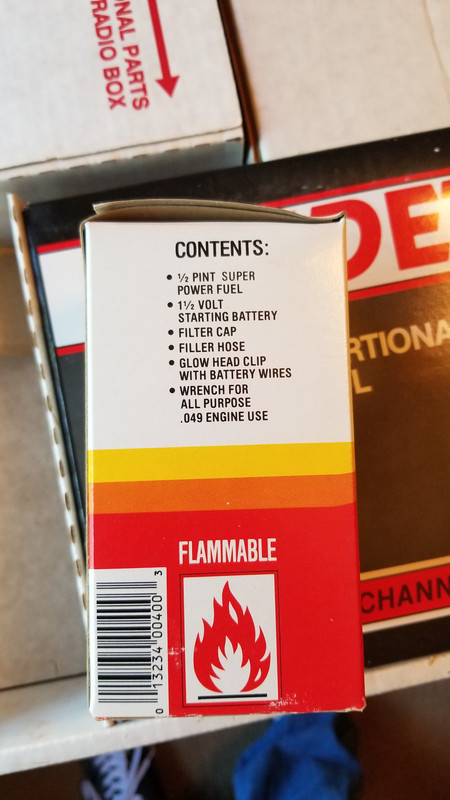 ONAL PARTS
RADIO BOX
DE
RTIONA
L
CHANN
CONTENTS:
• ½ PINT SUPER
POWER FUEL
• 1½ VOLT
STARTING BATTERY
• FILTER CAP
• FILLER HOSE
• GLOW HEAD CLIP
WITH BATTERY WIRES
• WRENCH FOR
ALL PURPOSE
.049 ENGINE USE
FLAMMABLE
0 13234 00400 3